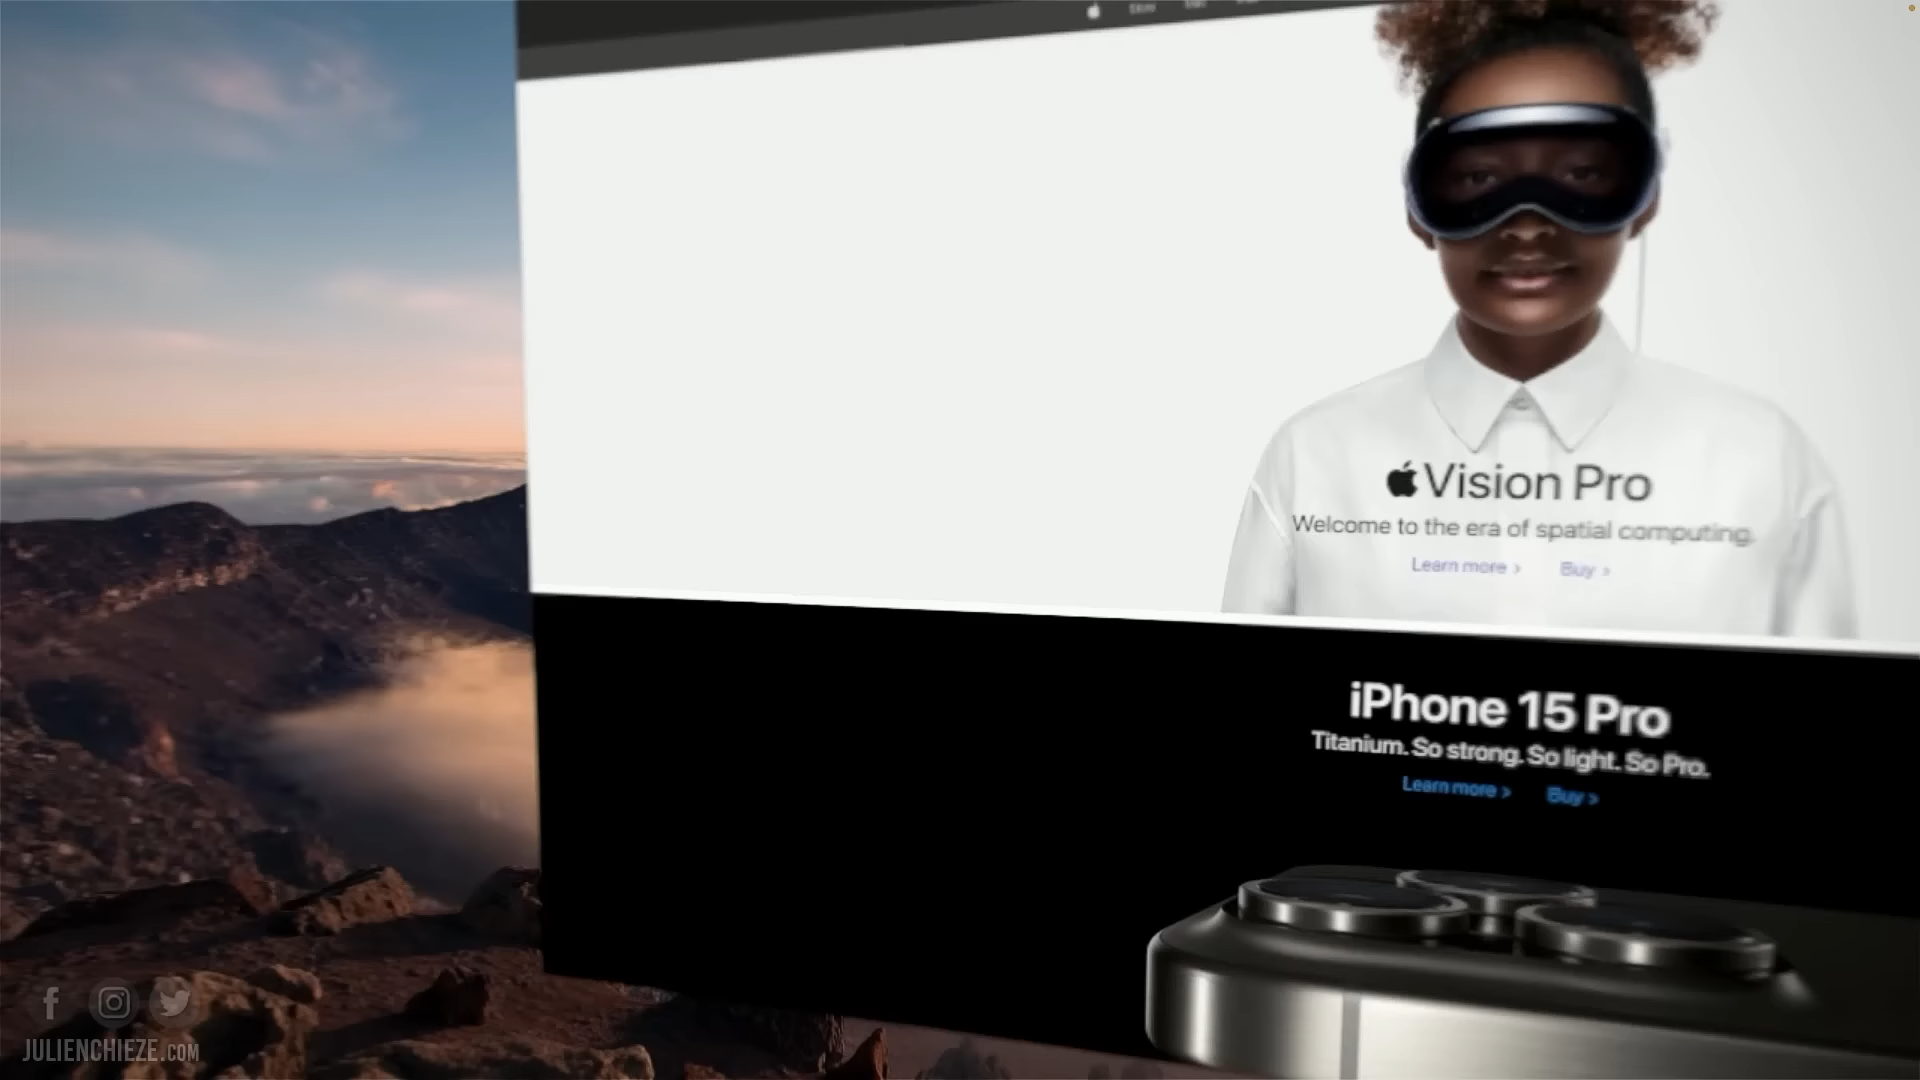 Vision Pro
Welcome to the era of spatial computing.
Learn more >
Buy >
iPhone 15 Pro
Titanium. So strong. So light. So Pro.
Learn more >
Buy >
JULIENCHIEZE.COM